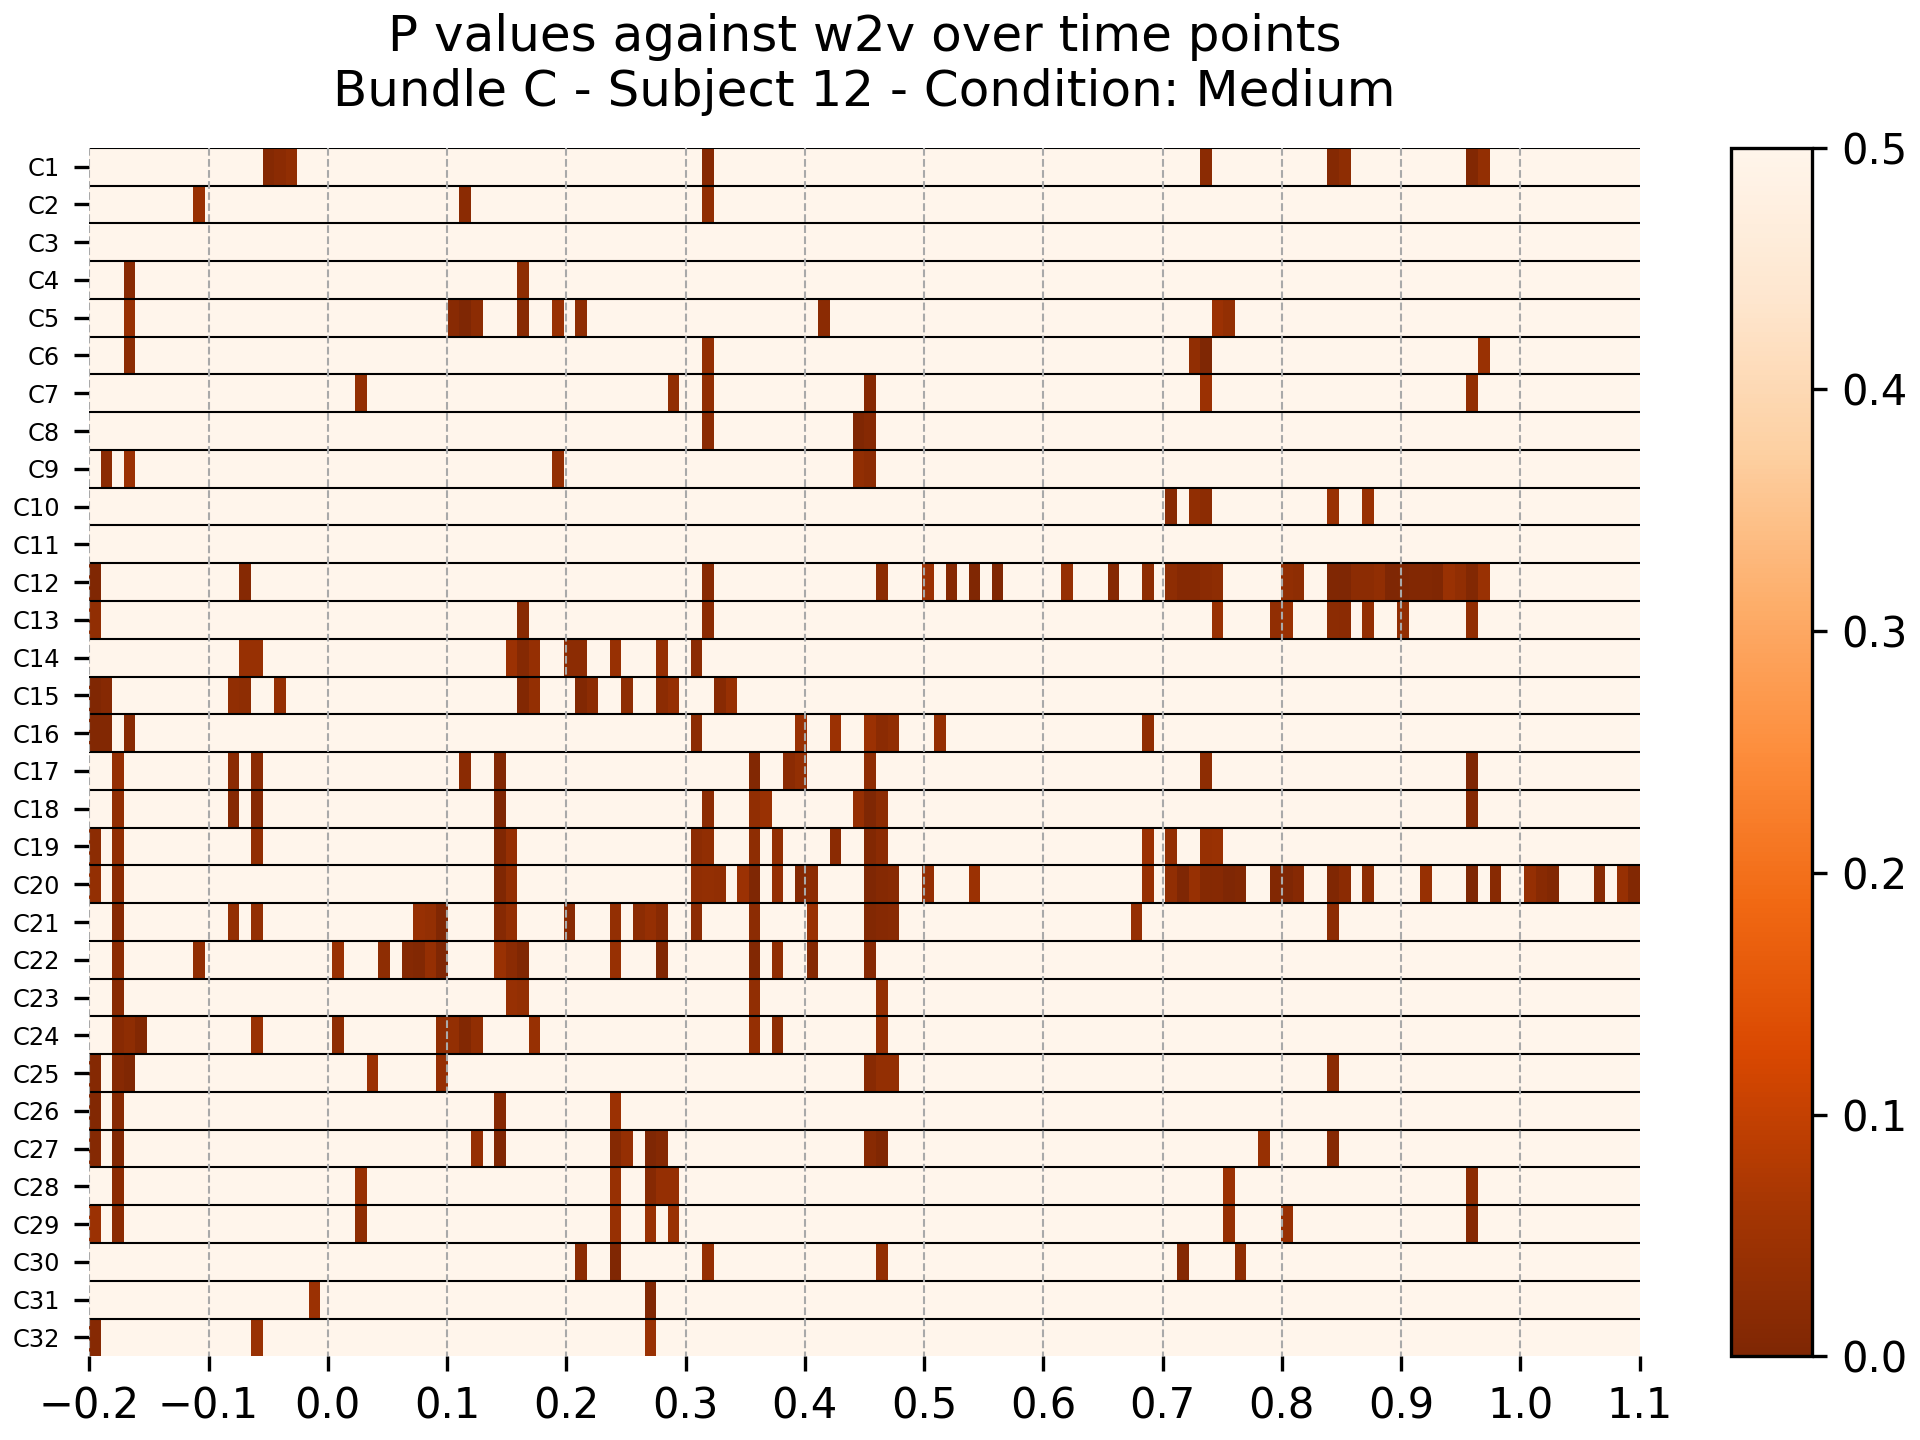 P values against w2v over time points
Bundle C - Subject 12 - Condition: Medium
C1
C2
C3
C4
C5
C6
C7
C8
C9
C10
C11
C12
C13
C14
C15
C16
C17
C18
C19
C20
C21
C22
C23
C24
C25
C26
C27
C28
C29
C30
C31
C32
−0.2 −0.1 0.0 0.1 0.2 0.3 0.4 0.5 0.6 0.7 0.8 0.9 1.0 1.1
0.5
0.4
0.3
0.2
0.1
0.0